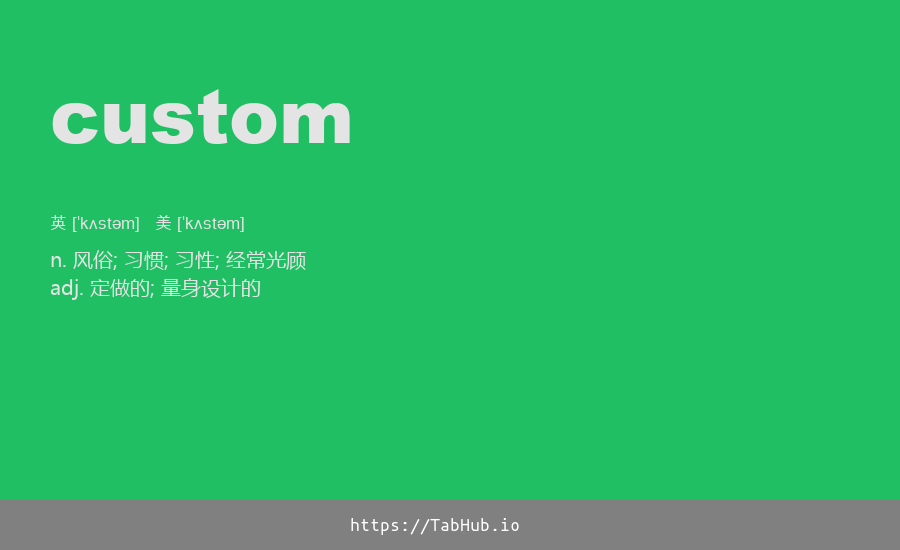 custom
英 [ˈkʌstəm] 美 [ˈkʌstəm]
n. 风俗; 习惯; 习性; 经常光顾
adj. 定做的; 量身设计的
https://TabHub.io